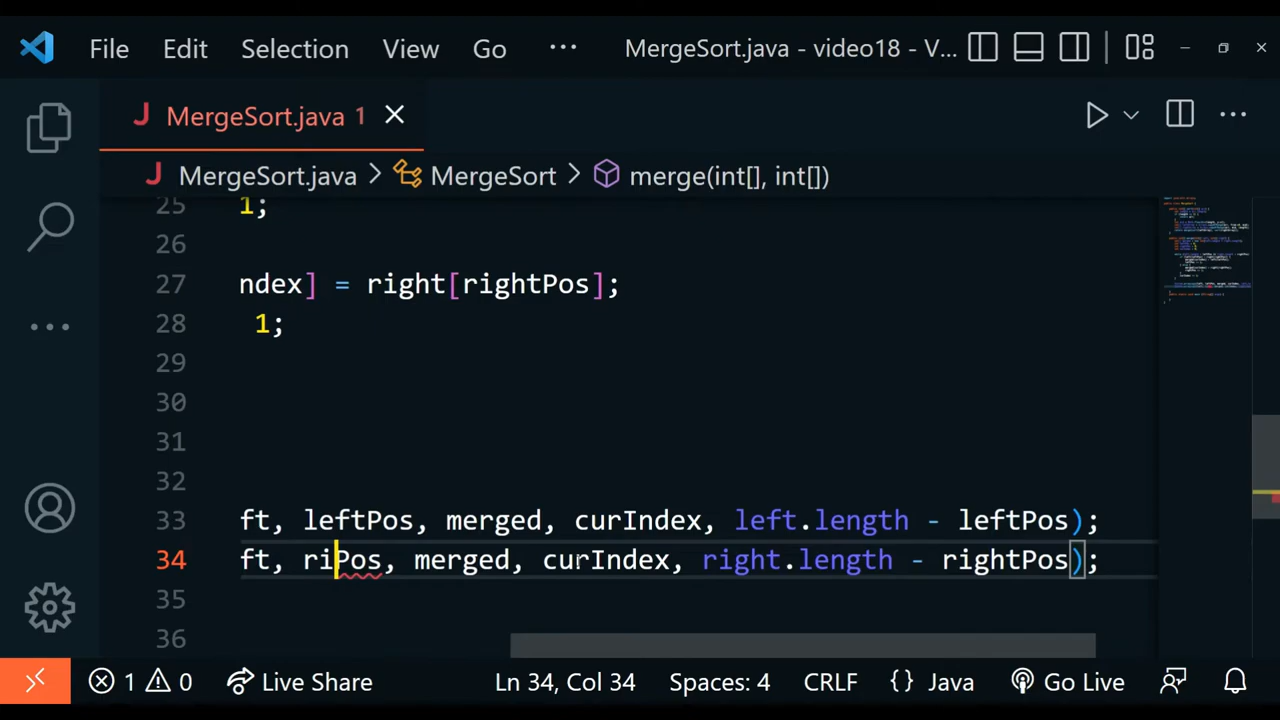 File Edit Selection View Go ··· MergeSort.java - video18 - V...
J MergeSort.java 1
J MergeSort.java > MergeSort > merge(int[], int[])
25 1;
26
27 ndex] = right[rightPos];
28 1;
29
30
31
32
33 ft, leftPos, merged, curIndex, left.length - leftPos);
34 ft, riPos, merged, curIndex, right.length - rightPos);
35
36
1 0 Live Share Ln 34, Col 34 Spaces: 4 CRLF {} Java Go Live